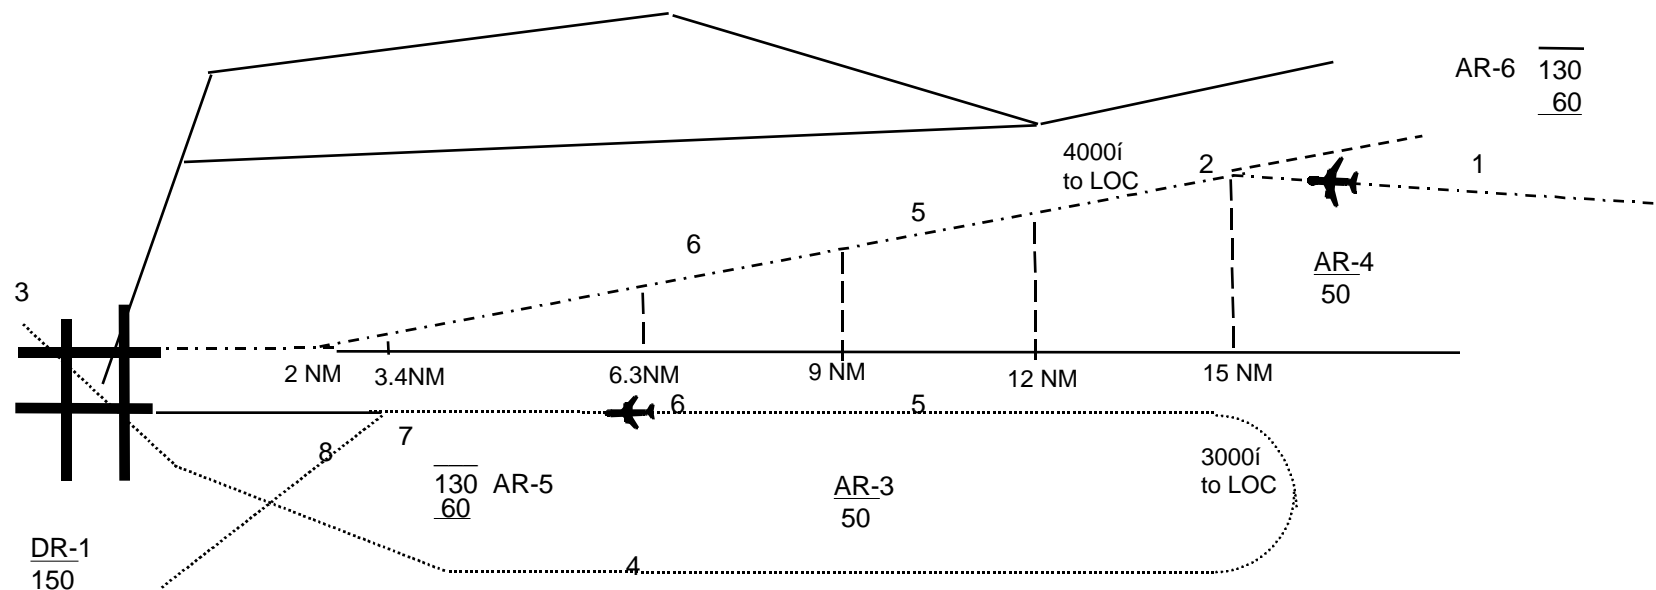 AR-6 130
60
4000í
to LOC
2
1
5
6
AR-4
50
3
2 NM
3.4NM
6.3NM
9 NM
12 NM
15 NM
6
5
7
8
3000í
to LOC
130 AR-5
60
AR-3
50
DR-1
150
4